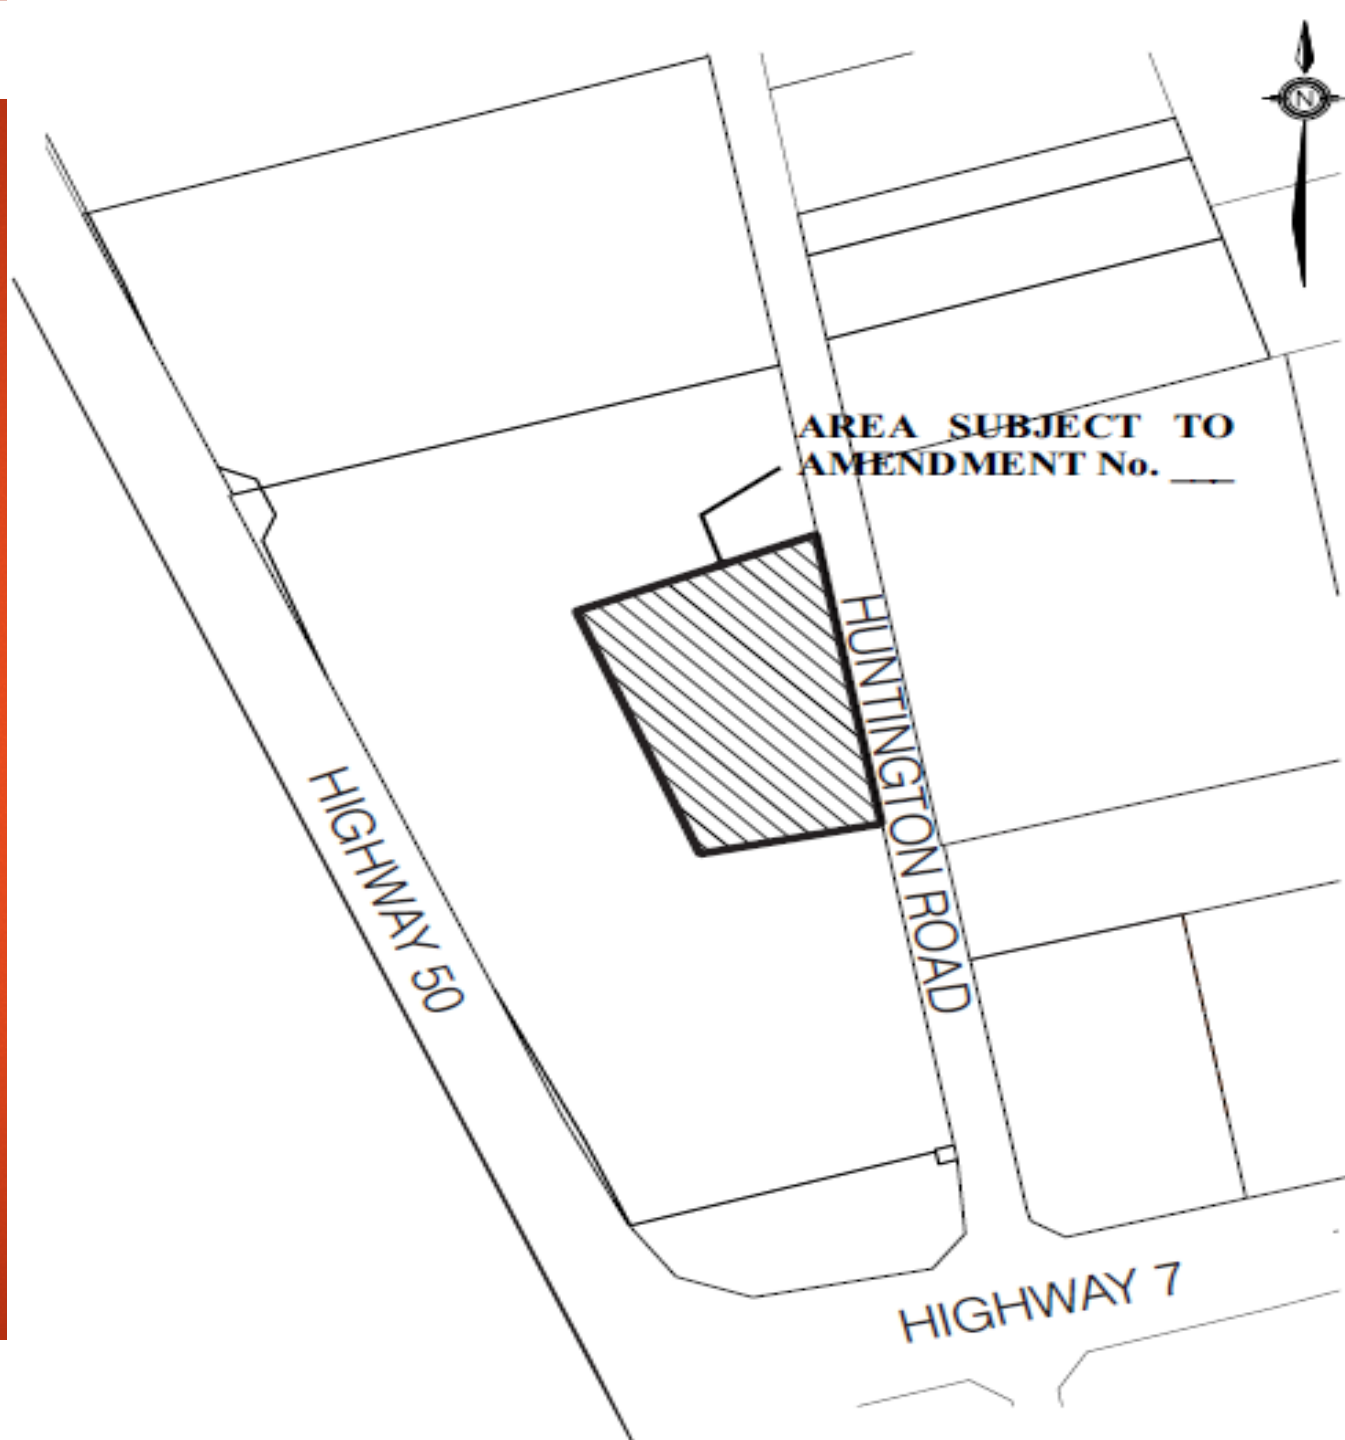 N
AREA SUBJECT TO
AMENDMENT No. ___
HUNTINGTON ROAD
HIGHWAY 50
HIGHWAY 7